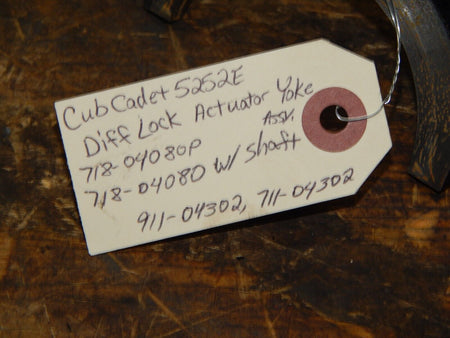 Cub Cadet 5252E
Diff Lock Actuator Yoke
Assy.
718-04080P
718-04080 w/ shaft
911-04302, 711-04302